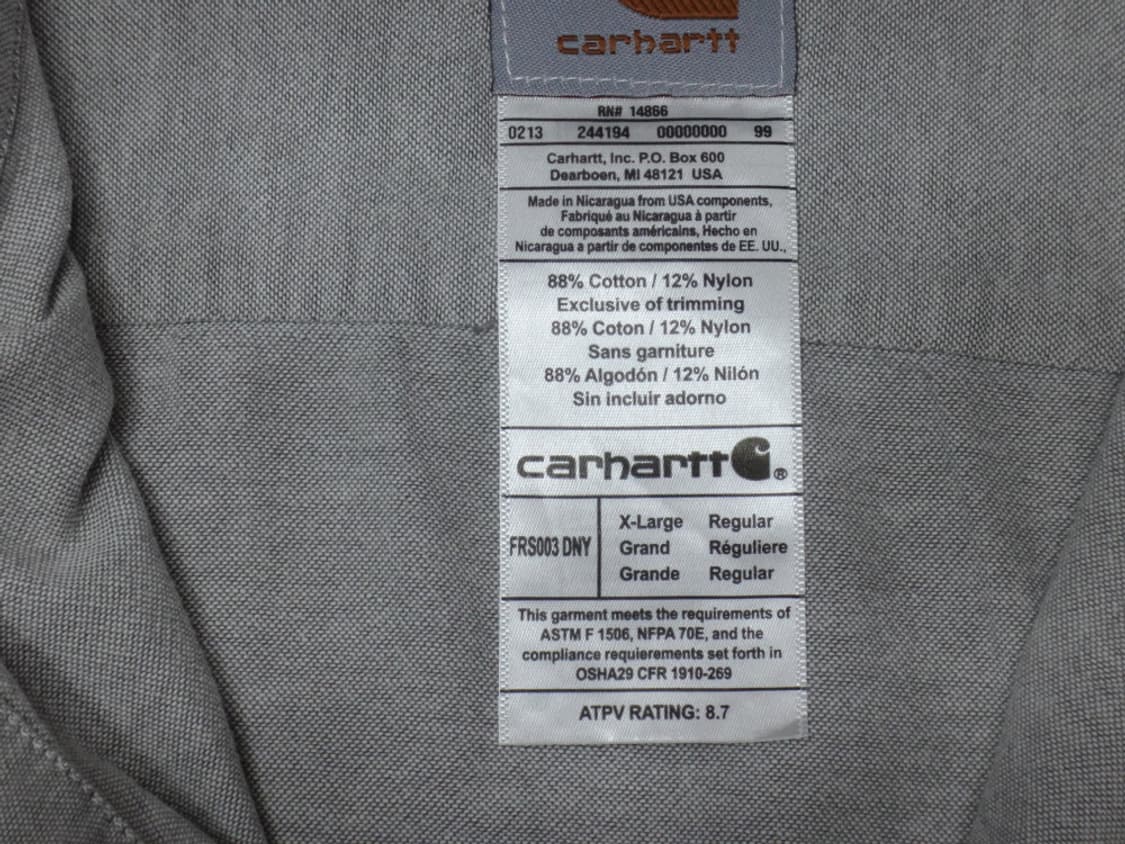 carhartt
RN# 14866
0213 244194 00000000 99
Carhartt, Inc. P.O. Box 600
Dearboen, MI 48121 USA
Made in Nicaragua from USA components,
Fabriqué au Nicaragua à partir
de composants américains, Hecho en
Nicaragua a partir de componentes de EE. UU.,
88% Cotton / 12% Nylon
Exclusive of trimming
88% Coton / 12% Nylon
Sans garniture
88% Algodón / 12% Nilón
Sin incluir adorno
carhartt ®
FRS003 DNY
X-Large Regular
Grand Réguliere
Grande Regular
This garment meets the requirements of
ASTM F 1506, NFPA 70E, and the
compliance requierements set forth in
OSHA29 CFR 1910-269
ATPV RATING: 8.7